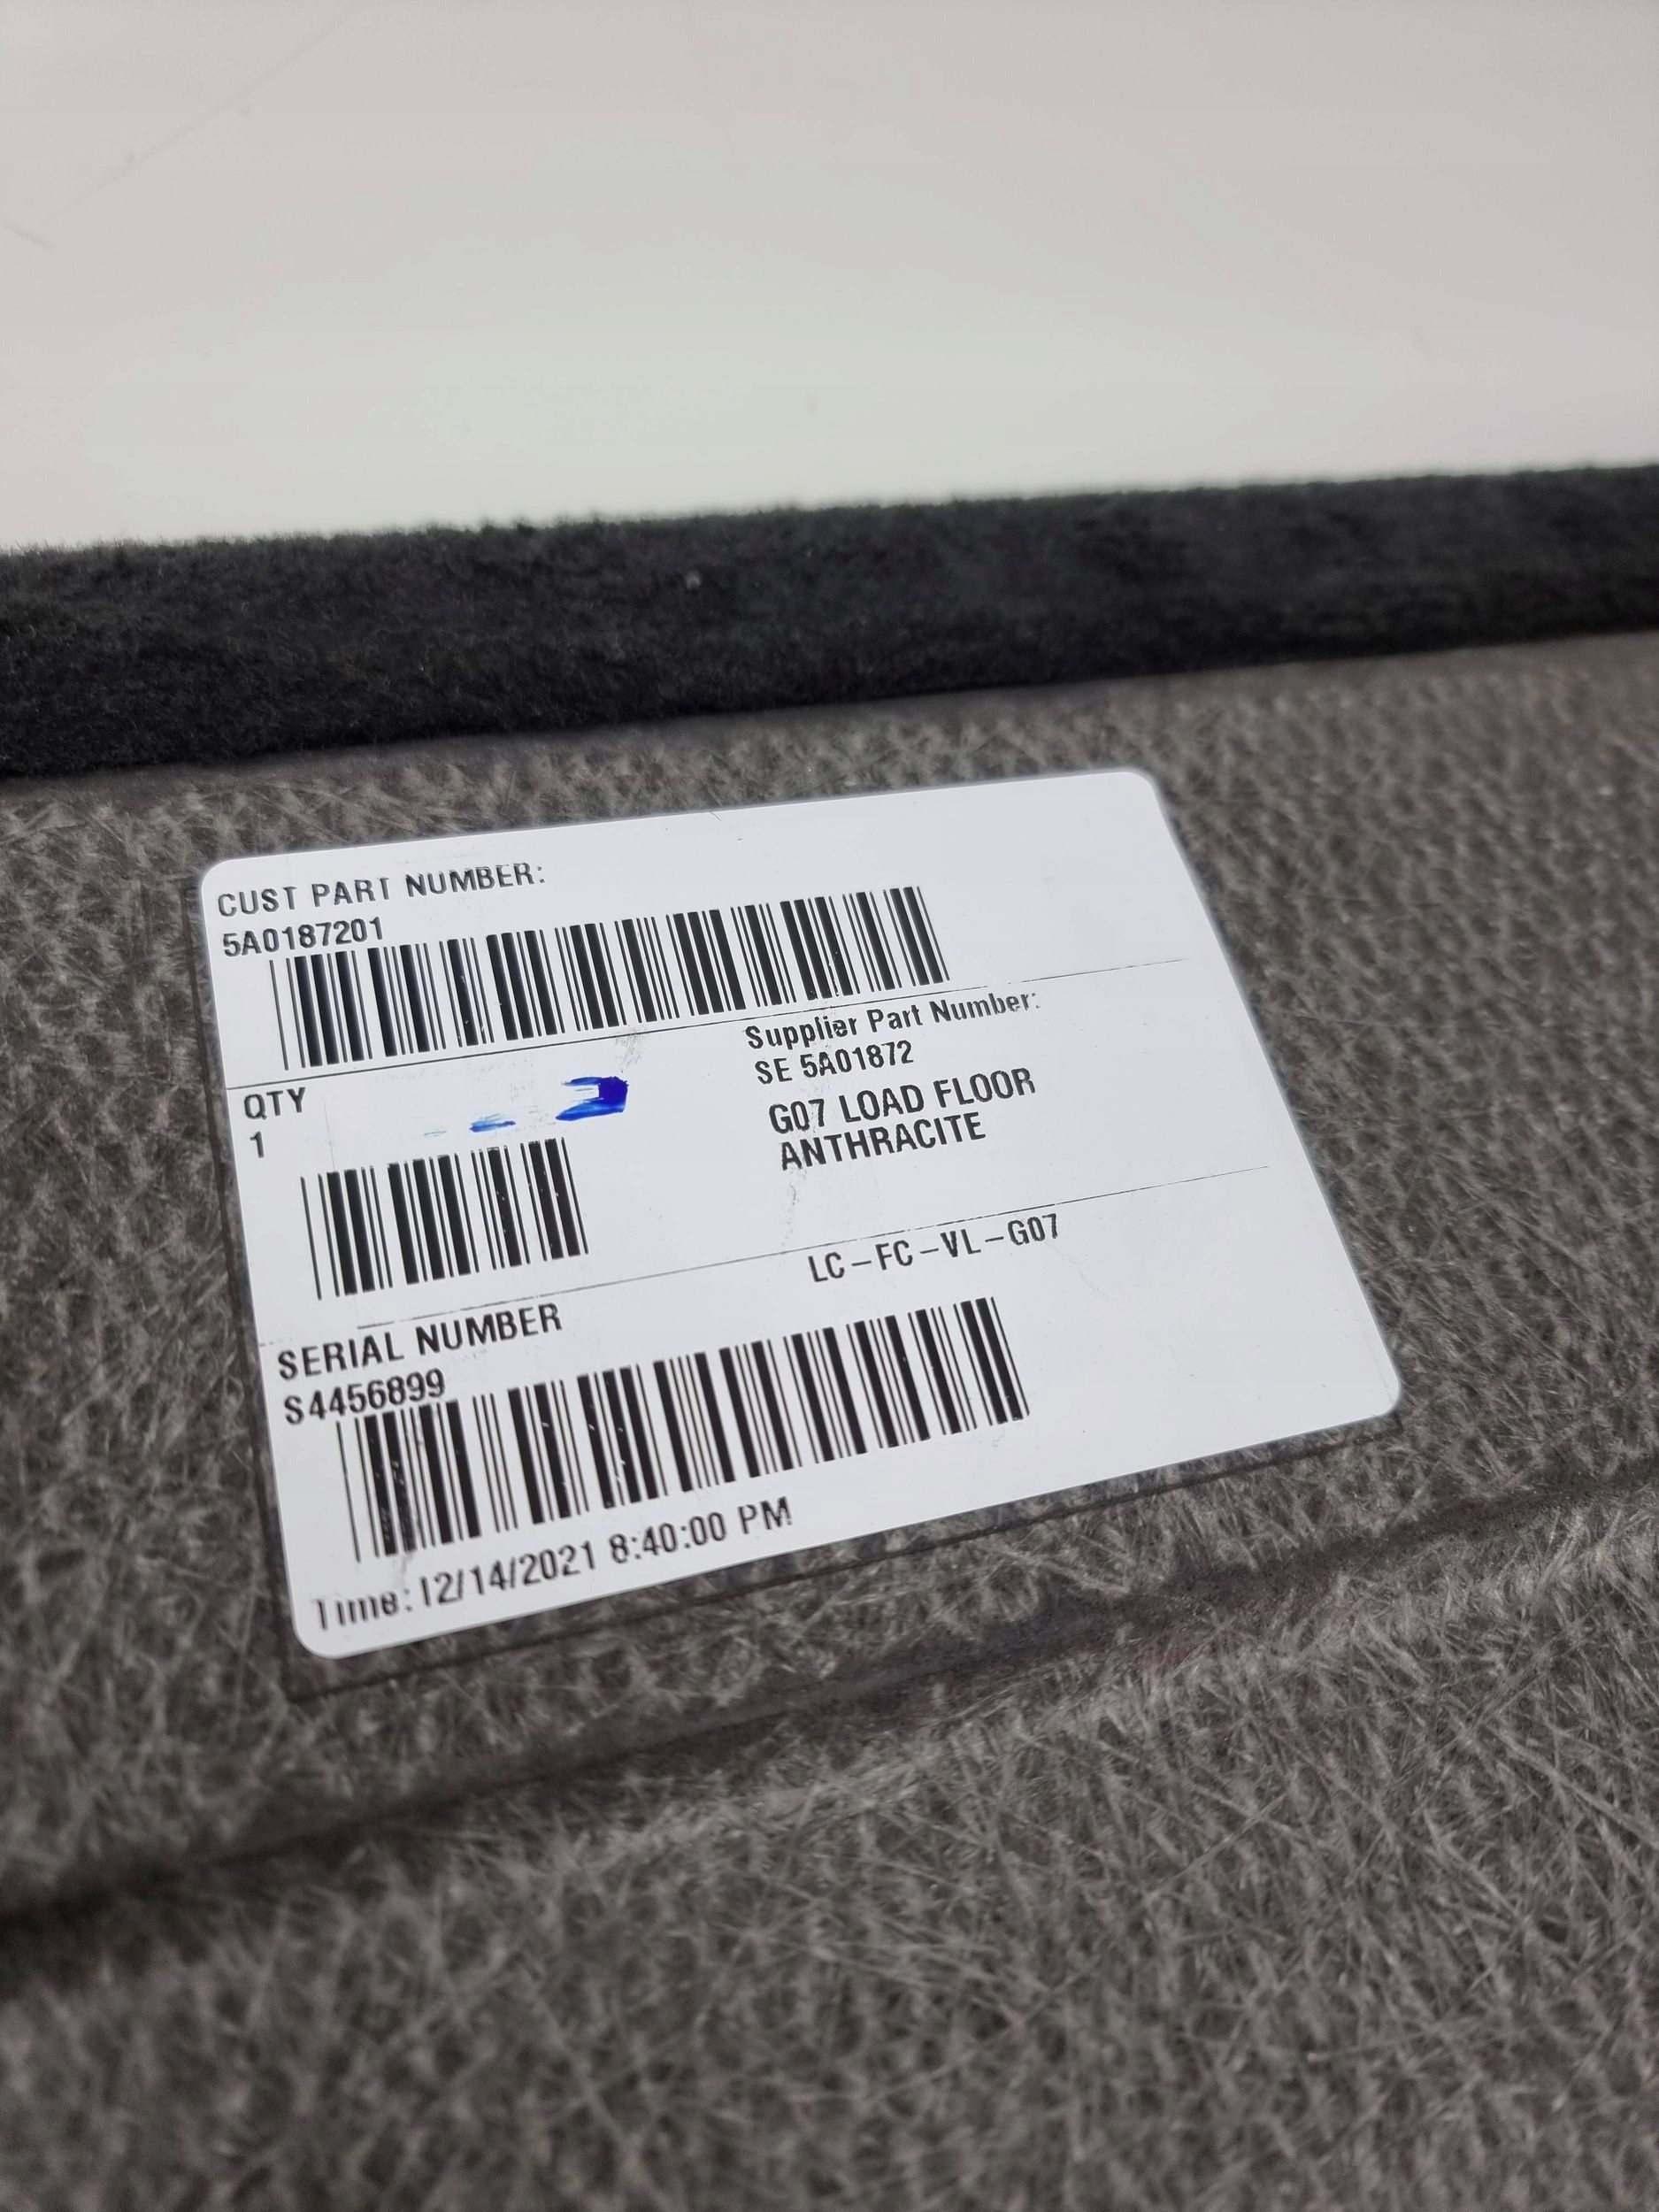 CUST PART NUMBER:
5A0187201
Supplier Part Number:
SE 5A01872
QTY
1
G07 LOAD FLOOR
ANTHRACITE
LC-FC-VL-G07
SERIAL NUMBER
S4456899
Time: 12/14/2021 8:40:00 PM